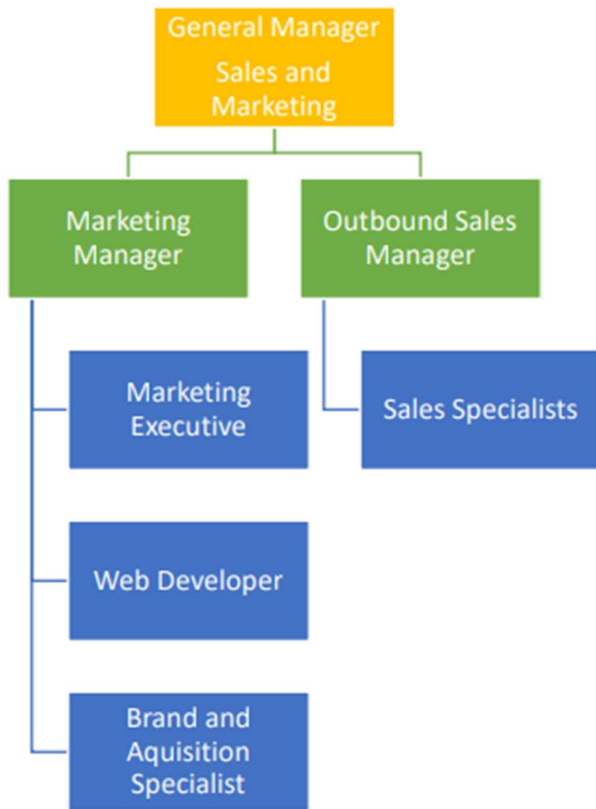 General Manager
Sales and
Marketing
Marketing
Manager
Outbound Sales
Manager
Marketing
Executive
Sales Specialists
Web Developer
Brand and
Aquisition
Specialist